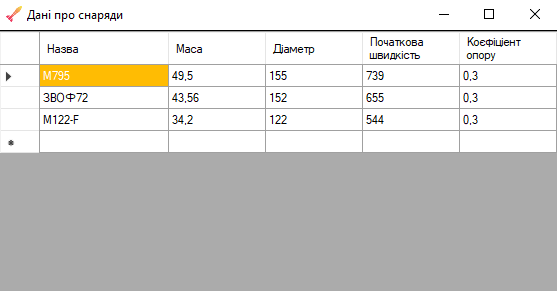 Дані про снаряди
Назва Маса Діаметр Початкова швидкість Коефіцієнт опору
M795 49,5 155 739 0,3
ЗВОФ72 43,56 152 655 0,3
M122-F 34,2 122 544 0,3